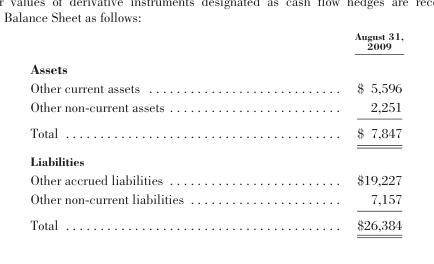 values of derivative instruments designated as cash flow hedges are
Balance Sheet as follows:
August 31,
2009
Assets
Other current assets ........................... $ 5,596
Other non-current assets ........................ 2,251
Total ....................................... $ 7,847
Liabilities
Other accrued liabilities ........................ $19,227
Other non-current liabilities ..................... 7,157
Total ....................................... $26,384